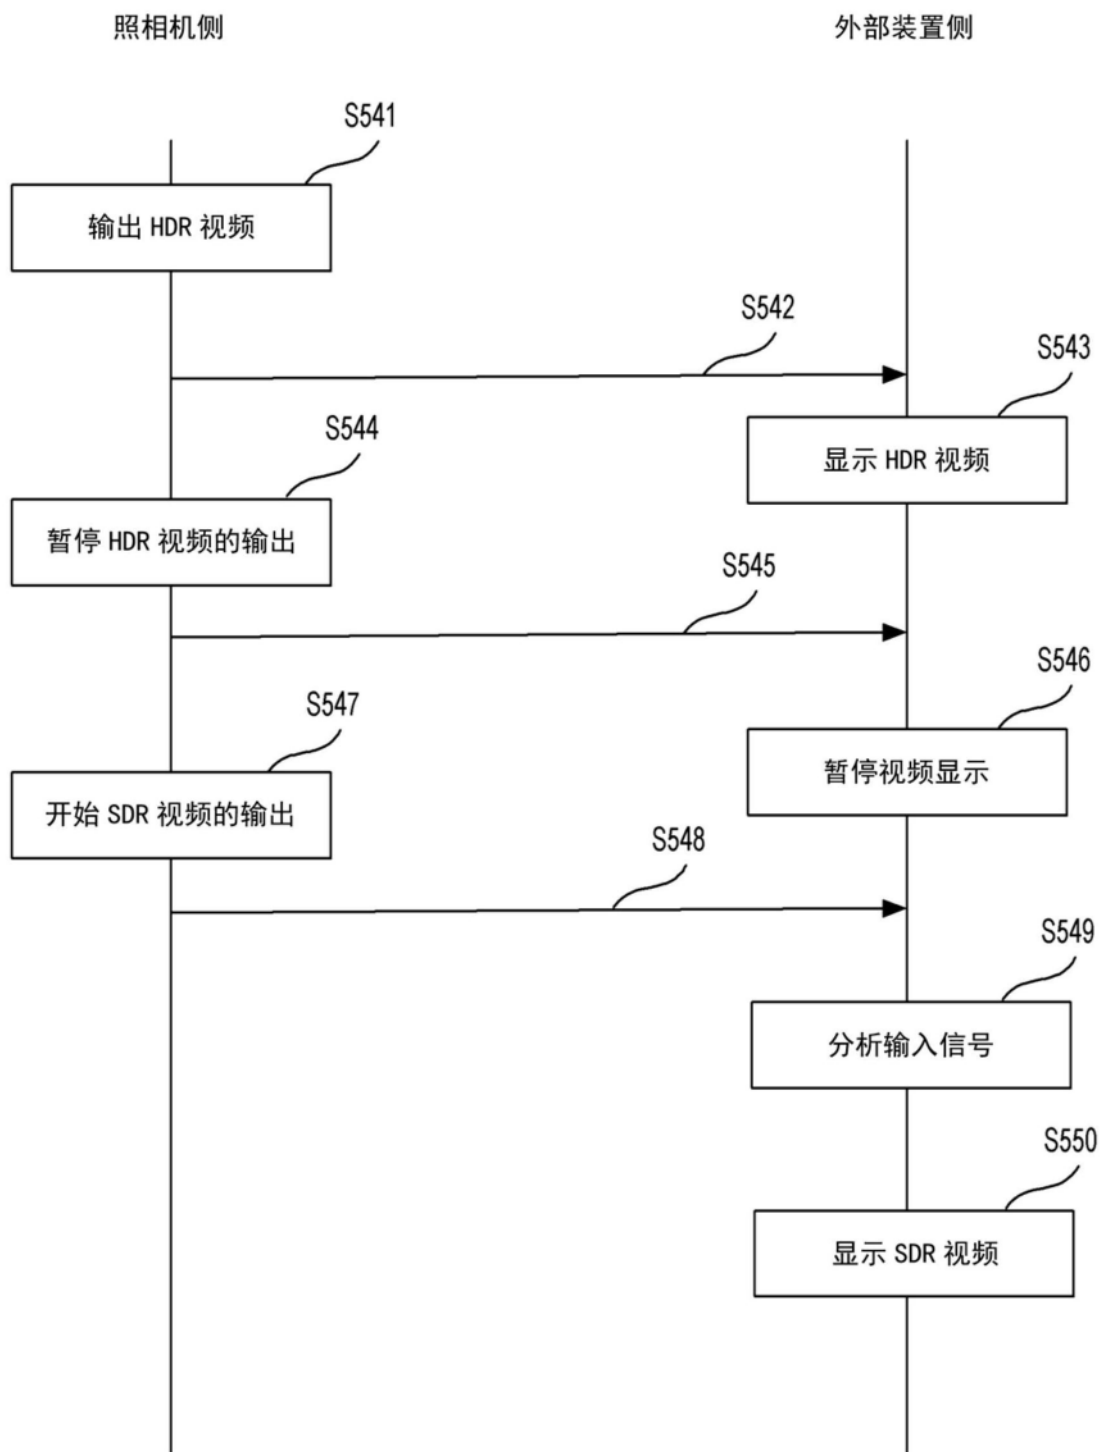 照相机侧
外部装置侧
S541
输出 HDR 视频
S542
S543
显示 HDR 视频
S544
暂停 HDR 视频的输出
S545
S546
暂停视频显示
S547
开始 SDR 视频的输出
S548
S549
分析输入信号
S550
显示 SDR 视频